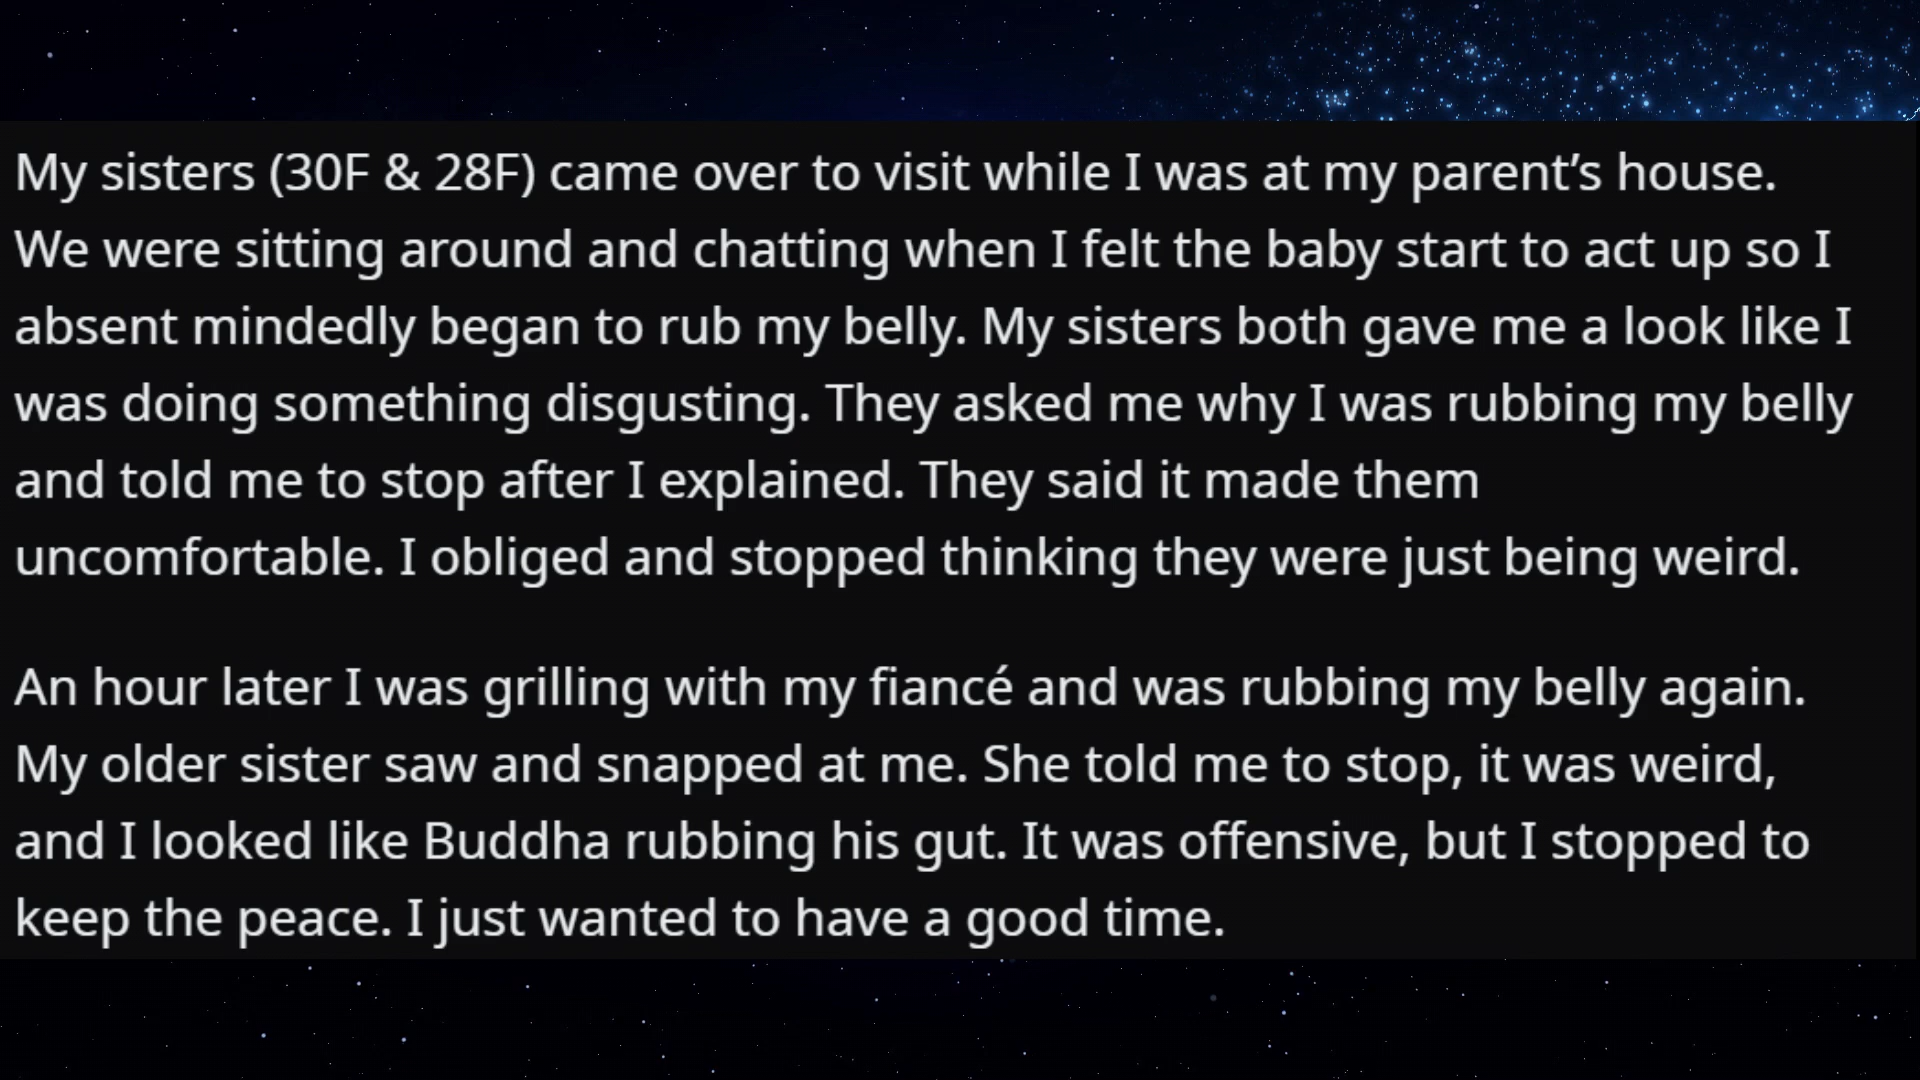 My sisters (30F & 28F) came over to visit while I was at my parent’s house.
We were sitting around and chatting when I felt the baby start to act up so I
absent mindedly began to rub my belly. My sisters both gave me a look like I
was doing something disgusting. They asked me why I was rubbing my belly
and told me to stop after I explained. They said it made them
uncomfortable. I obliged and stopped thinking they were just being weird.
An hour later I was grilling with my fiancé and was rubbing my belly again.
My older sister saw and snapped at me. She told me to stop, it was weird,
and I looked like Buddha rubbing his gut. It was offensive, but I stopped to
keep the peace. I just wanted to have a good time.